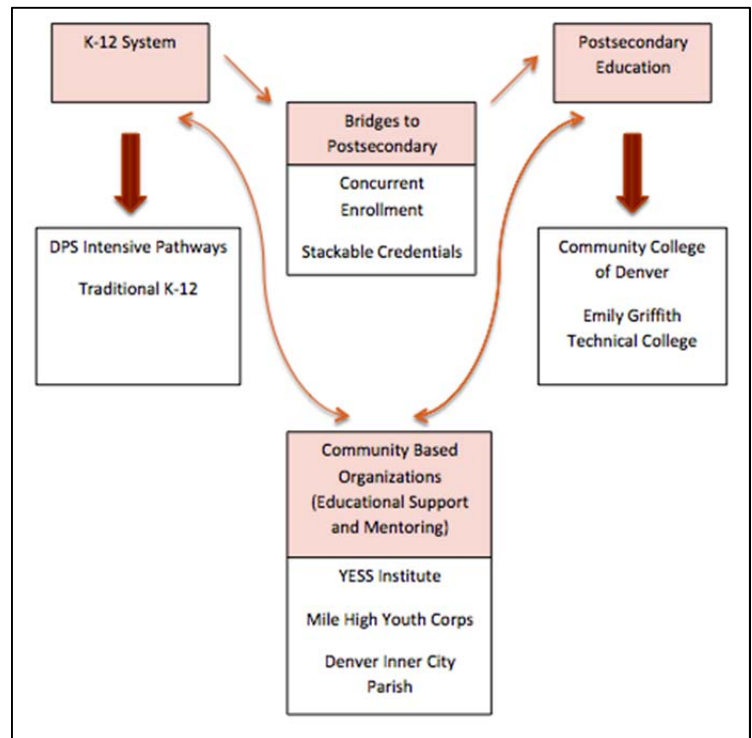 K-12 System
Postsecondary
Education
Bridges to
Postsecondary
Concurrent
Enrollment
Stackable Credentials
DPS Intensive Pathways
Traditional K-12
Community College
of Denver
Emily Griffith
Technical College
Community Based
Organizations
(Educational Support
and Mentoring)
YESS Institute
Mile High Youth Corps
Denver Inner City
Parish